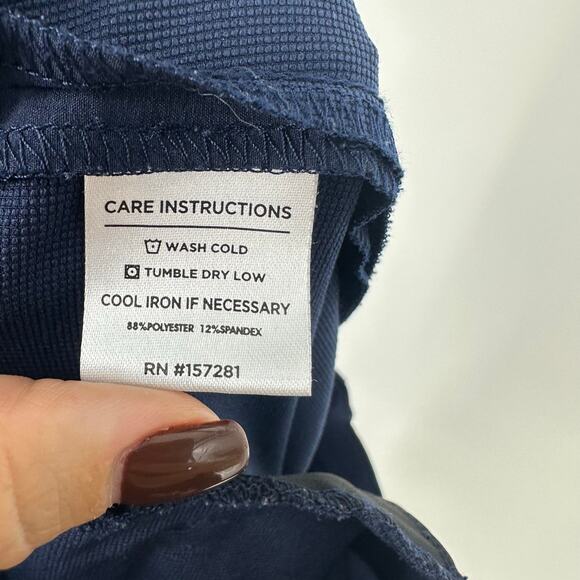 CARE INSTRUCTIONS
WASH COLD
TUMBLE DRY LOW
COOL IRON IF NECESSARY
88%POLYESTER 12%SPANDEX
RN #157281